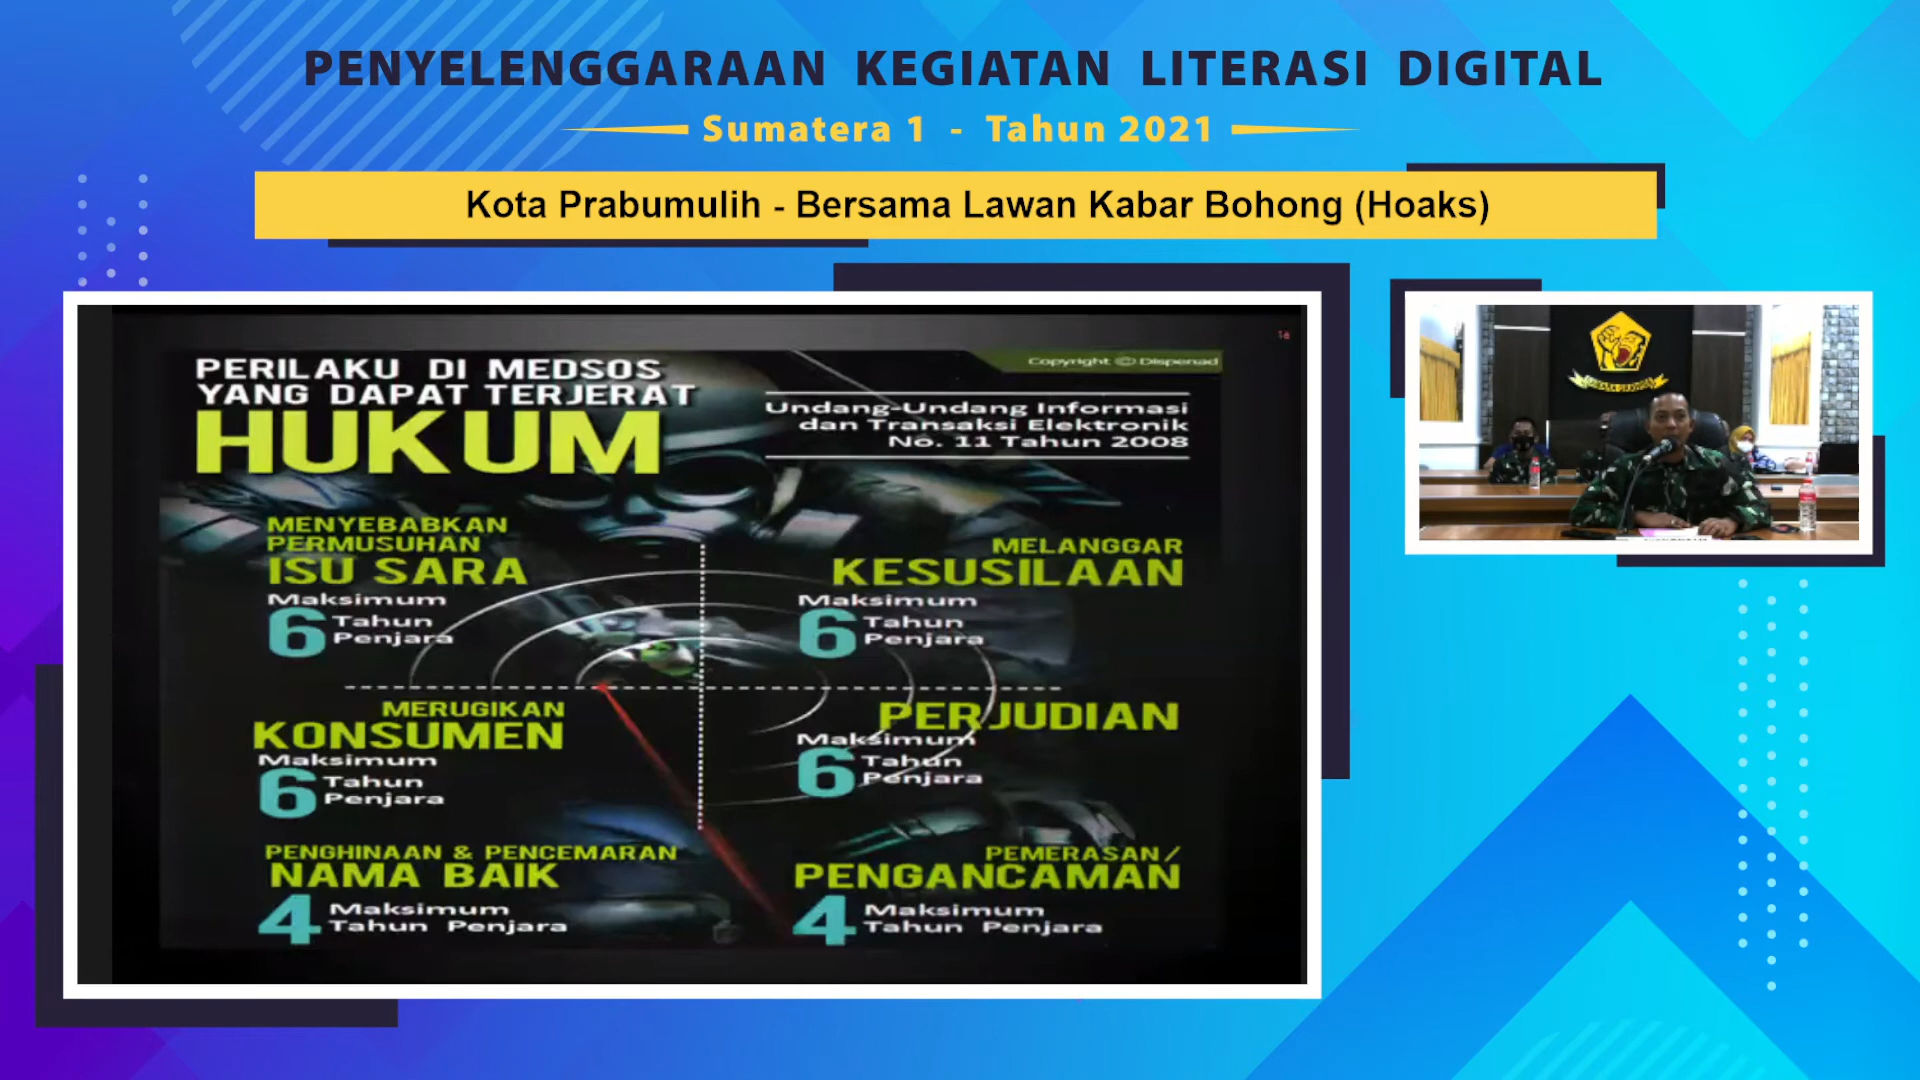 PENYELENGGARAAN KEGIATAN LITERASI DIGITAL
Sumatera 1 - Tahun 2021
Kota Prabumulih - Bersama Lawan Kabar Bohong (Hoaks)
16
Copyright © Dispenad
PERILAKU DI MEDSOS
YANG DAPAT TERJERAT
HUKUM
Undang-Undang Informasi
dan Transaksi Elektronik
No. 11 Tahun 2008
MENYEBABKAN
PERMUSUHAN
ISU SARA
Maksimum
6 Tahun
Penjara
MELANGGAR
KESUSILAAN
Maksimum
6 Tahun
Penjara
MERUGIKAN
KONSUMEN
Maksimum
6 Tahun
Penjara
PERJUDIAN
Maksimum
6 Tahun
Penjara
PENGHINAAN & PENCEMARAN
NAMA BAIK
4 Maksimum
Tahun Penjara
PEMERASAN/
PENGANCAMAN
4 Maksimum
Tahun Penjara